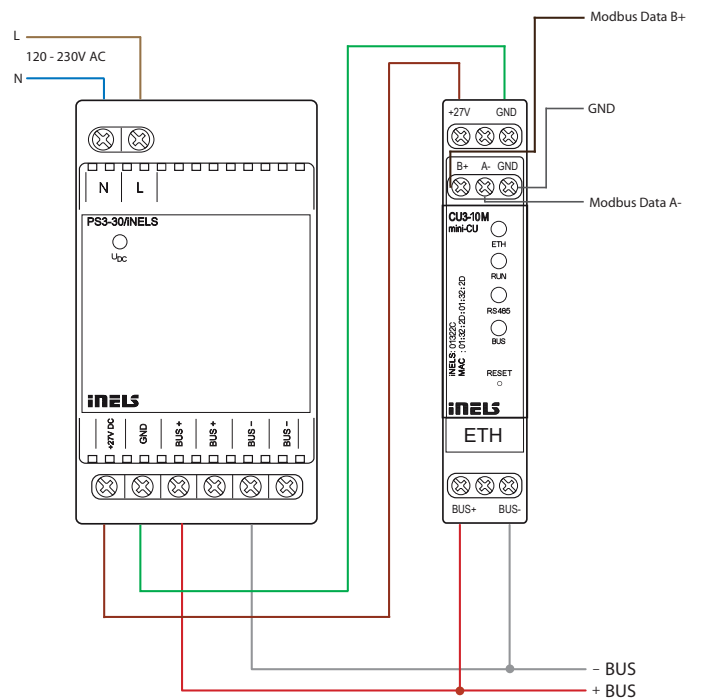 L
120 - 230V AC
N
N L
PS3-30/iNELS
UDC
iNELS
+27V DC
GND
BUS +
BUS +
BUS -
BUS -
Modbus Data B+
GND
Modbus Data A-
+27V GND
B+ A- GND
CU3-10M
mini-CU
ETH
RUN
RS485
BUS
iNELS: 01322C
MAC : 01:32:2D:01:32:2D
RESET
iNELS
ETH
BUS+ BUS-
– BUS
+ BUS